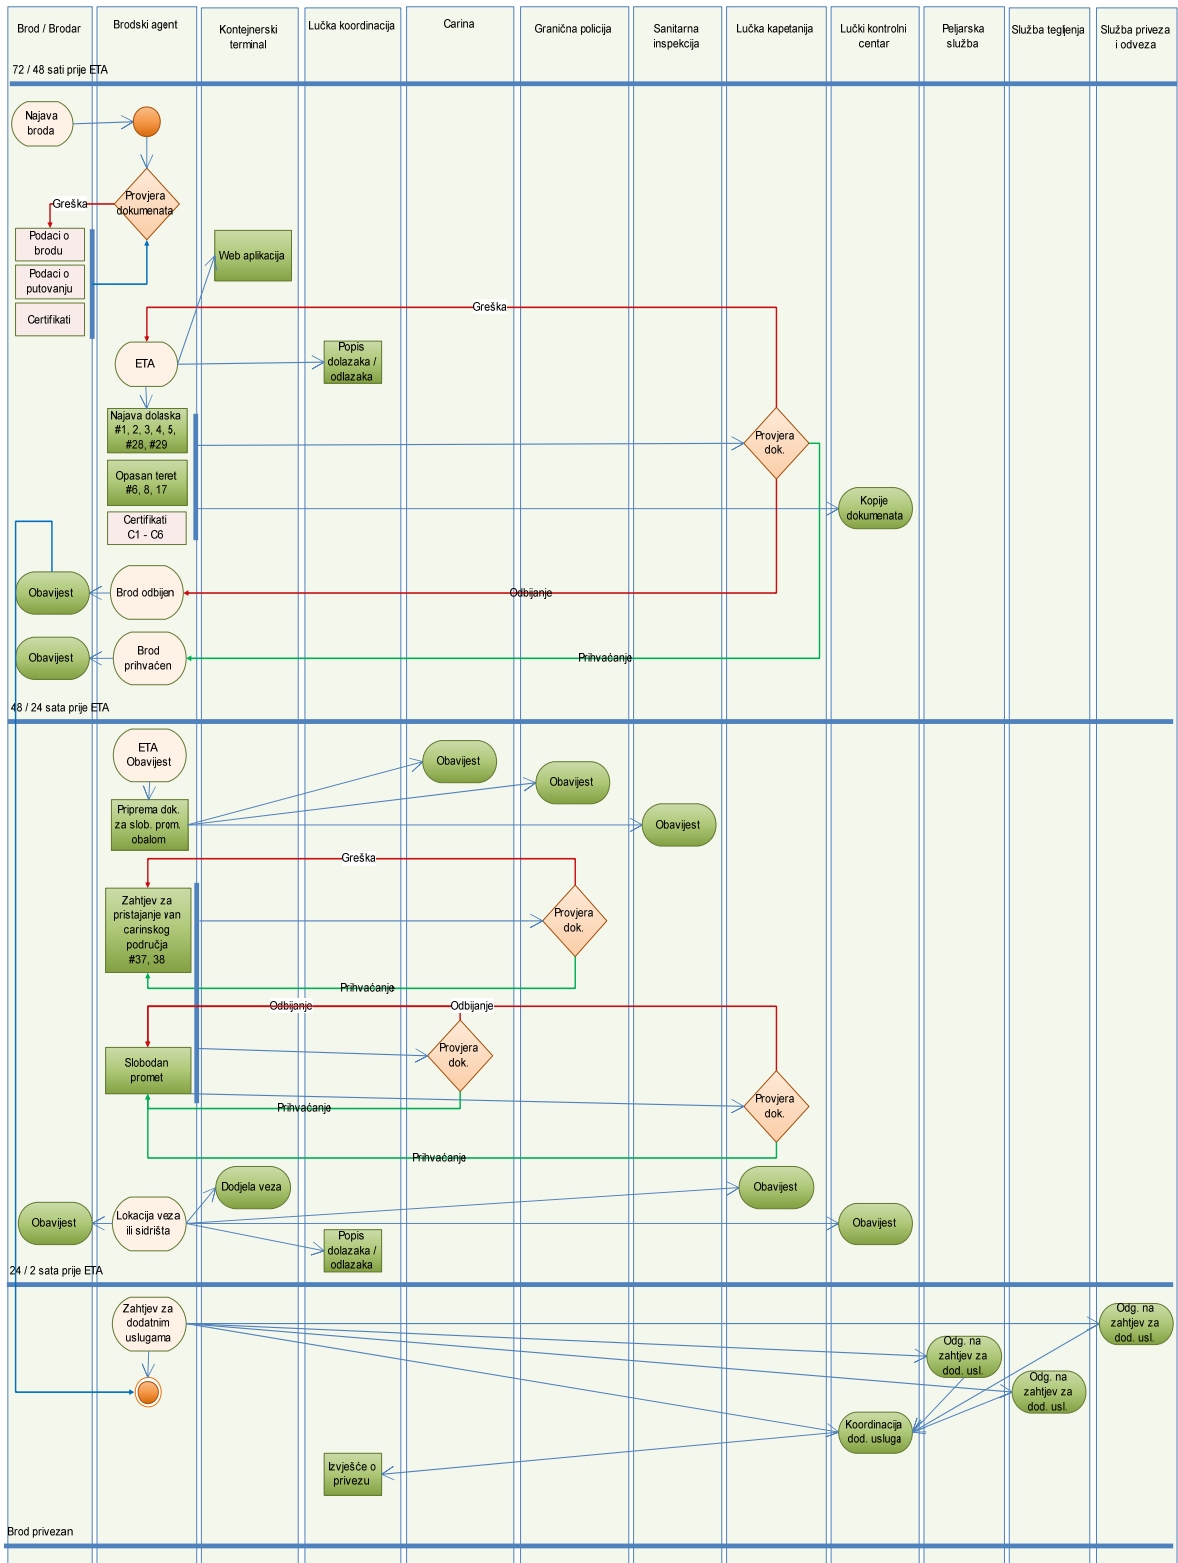 Brod / Brodar
Brodski agent
Kontejnerski
terminal
Lučka koordinacija
Carina
Granična policija
Sanitarna
inspekcija
Lučka kapetanija
Lučki kontrolni
centar
Peljarska
služba
Služba tegljenja
Služba priveza
i odveza
72 / 48 sati prije ETA
Najava
broda
Provjera
dokumenata
Greška
Podaci o
brodu
Podaci o
putovanju
Certifikati
Web aplikacija
Greška
ETA
Popis
dolazaka /
odlazaka
Najava dolaska
#1, 2, 3, 4, 5,
#28, #29
Provjera
dok.
Opasan teret
#6, 8, 17
Certifikati
C1 - C6
Kopije
dokumenata
Obavijest
Brod odbijen
Odbijanje
Obavijest
Brod
prihvaćen
Prihvaćanje
48 / 24 sata prije ETA
ETA
Obavijest
Obavijest
Obavijest
Obavijest
Priprema dok.
za slob. prom.
obalom
Greška
Zahtjev za
pristajanje van
carinskog
područja
#37, 38
Provjera
dok.
Prihvaćanje
Odbijanje
Odbijanje
Slobodan
promet
Provjera
dok.
Provjera
dok.
Prihvaćanje
Prihvaćanje
Dodjela veza
Obavijest
Obavijest
Lokacija veza
ili sidrišta
Obavijest
Popis
dolazaka /
odlazaka
24 / 2 sata prije ETA
Zahtjev za
dodatnim
uslugama
Odg. na
zahtjev za
dod. usl.
Odg. na
zahtjev za
dod. usl.
Odg. na
zahtjev za
dod. usl.
Koordinacija
dod. usluga
Izvješće o
privezu
Brod privezan